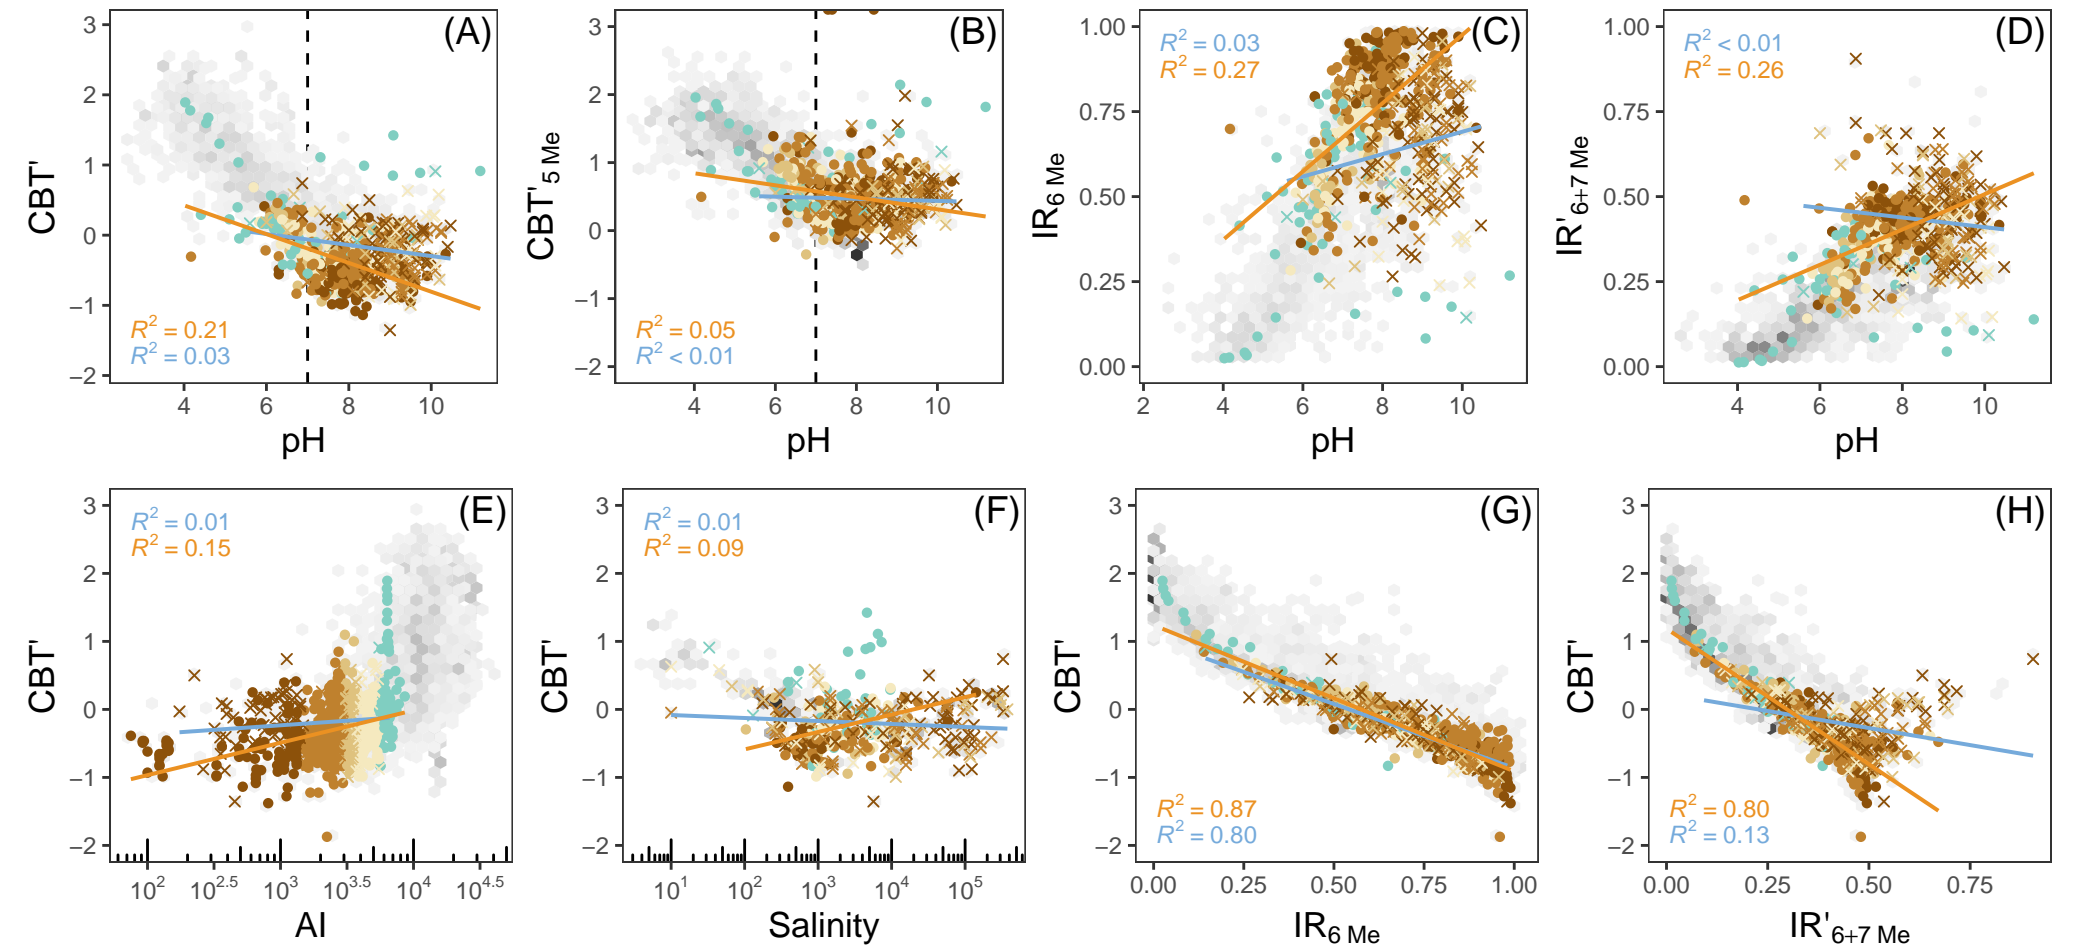 (A)
3
2
1
0
−1
−2
CBT'
R² = 0.21
R² = 0.03
4 6 8 10
pH
(B)
3
2
1
0
−1
−2
CBT'5 Me
R² = 0.05
R² < 0.01
4 6 8 10
pH
(C)
R² = 0.03
R² = 0.27
1.00
0.75
0.50
0.25
0.00
IR6 Me
2 4 6 8 10
pH
(D)
R² < 0.01
R² = 0.26
1.00
0.75
0.50
0.25
0.00
IR'6+7 Me
4 6 8 10
pH
(E)
R² = 0.01
R² = 0.15
3
2
1
0
−1
−2
CBT'
10² 10^2.5 10³ 10^3.5 10⁴ 10^4.5
AI
(F)
R² = 0.01
R² = 0.09
3
2
1
0
−1
−2
CBT'
10¹ 10² 10³ 10⁴ 10⁵
Salinity
(G)
3
2
1
0
−1
−2
CBT'
R² = 0.87
R² = 0.80
0.00 0.25 0.50 0.75 1.00
IR6 Me
(H)
3
2
1
0
−1
−2
CBT'
R² = 0.80
R² = 0.13
0.00 0.25 0.50 0.75
IR'6+7 Me